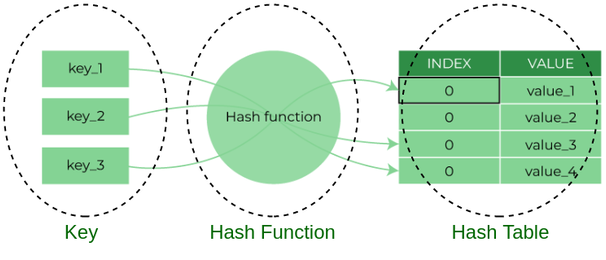 key_1
key_2
key_3
Hash function
INDEX VALUE
0 value_1
0 value_2
0 value_3
0 value_4
Key
Hash Function
Hash Table